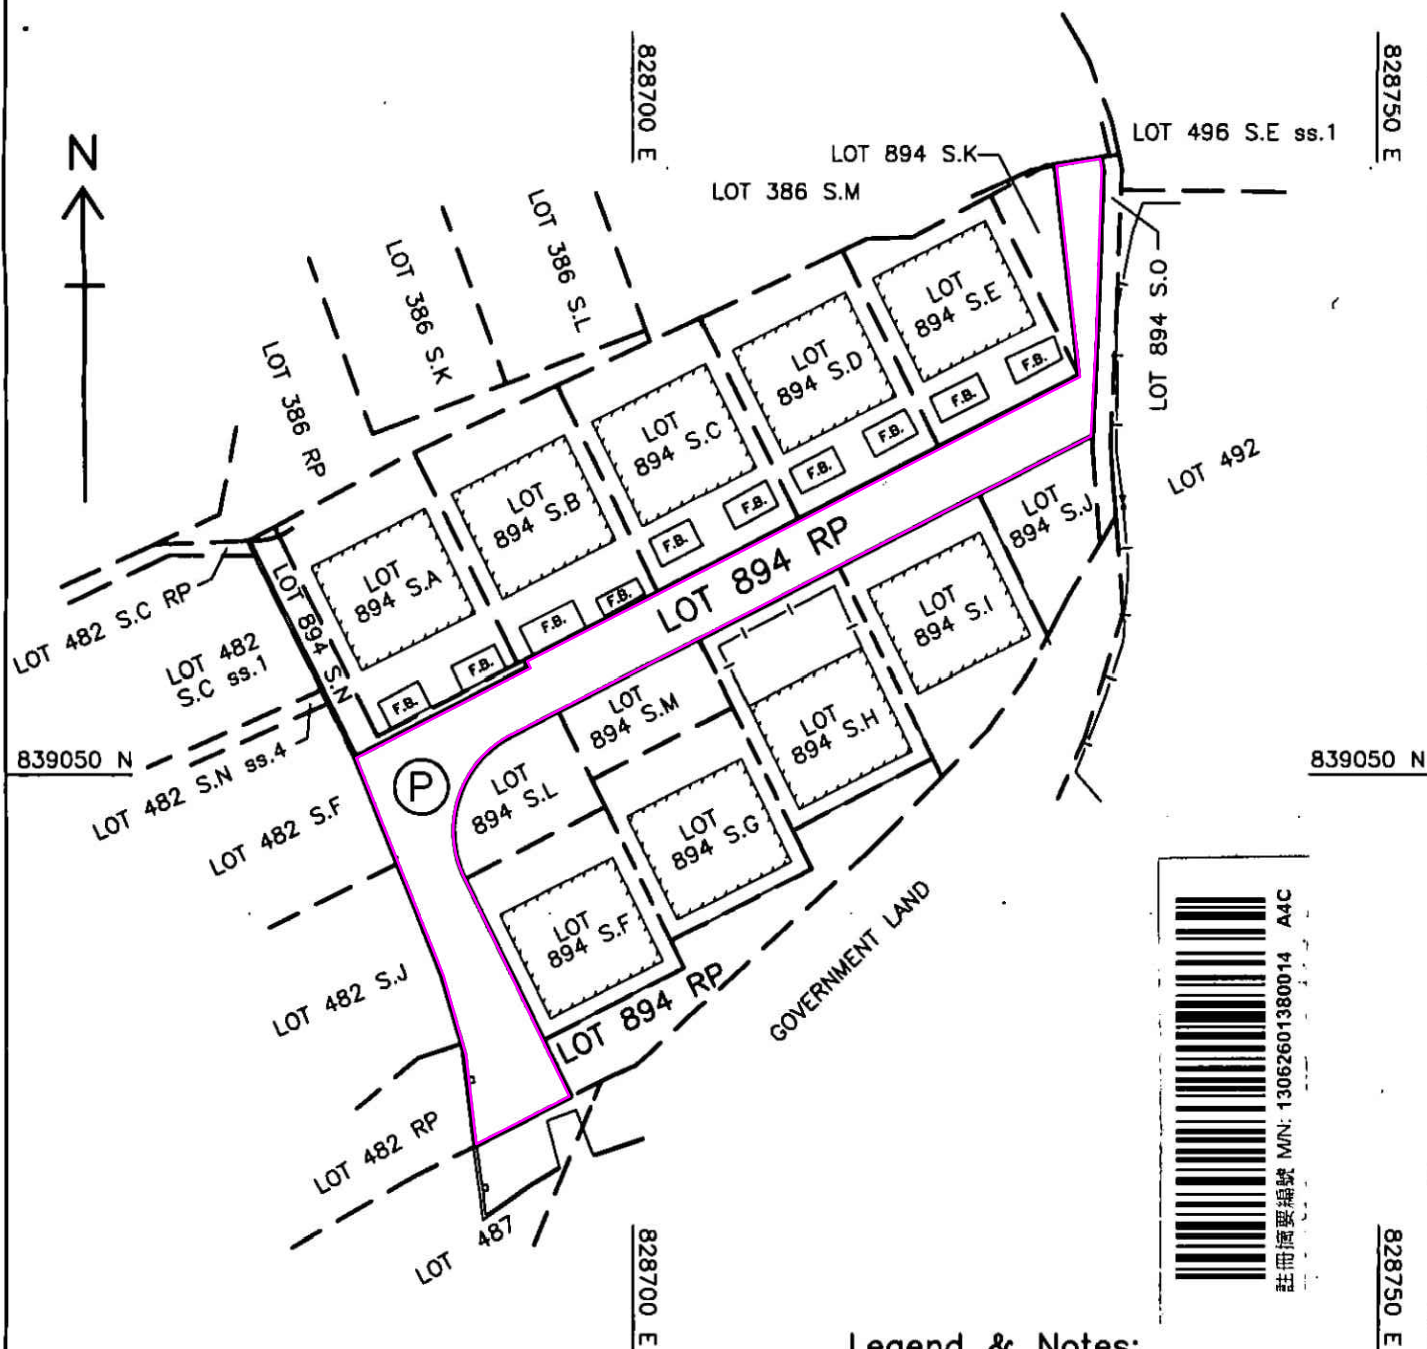 828700 E
828750 E
N
LOT 496 S.E ss.1
LOT 894 S.K
LOT 386 S.M
LOT 386 S.L
LOT 386 S.K
LOT 386 RP
LOT 894 S.O
LOT
894 S.E
F.B.
LOT
894 S.D
F.B.
F.B.
LOT
894 S.C
F.B.
F.B.
LOT
894 S.B
F.B.
F.B.
LOT
894 S.A
F.B.
F.B.
F.B.
LOT 492
LOT
894 S.J
LOT 894 RP
LOT 482 S.C RP
LOT 894 S.N
LOT 482
S.C ss.1
LOT
894 S.I
LOT
894 S.M
LOT
894 S.H
839050 N
839050 N
LOT 482 S.N ss.4
P
LOT
894 S.L
LOT 482 S.F
LOT
894 S.G
LOT
894 S.F
LOT 482 S.J
LOT 894 RP
GOVERNMENT LAND
LOT 482 RP
LOT 487
註冊摘要編號 M/N: 13062601380014 A4C
828700 E
828750 E
Legend & Notes: